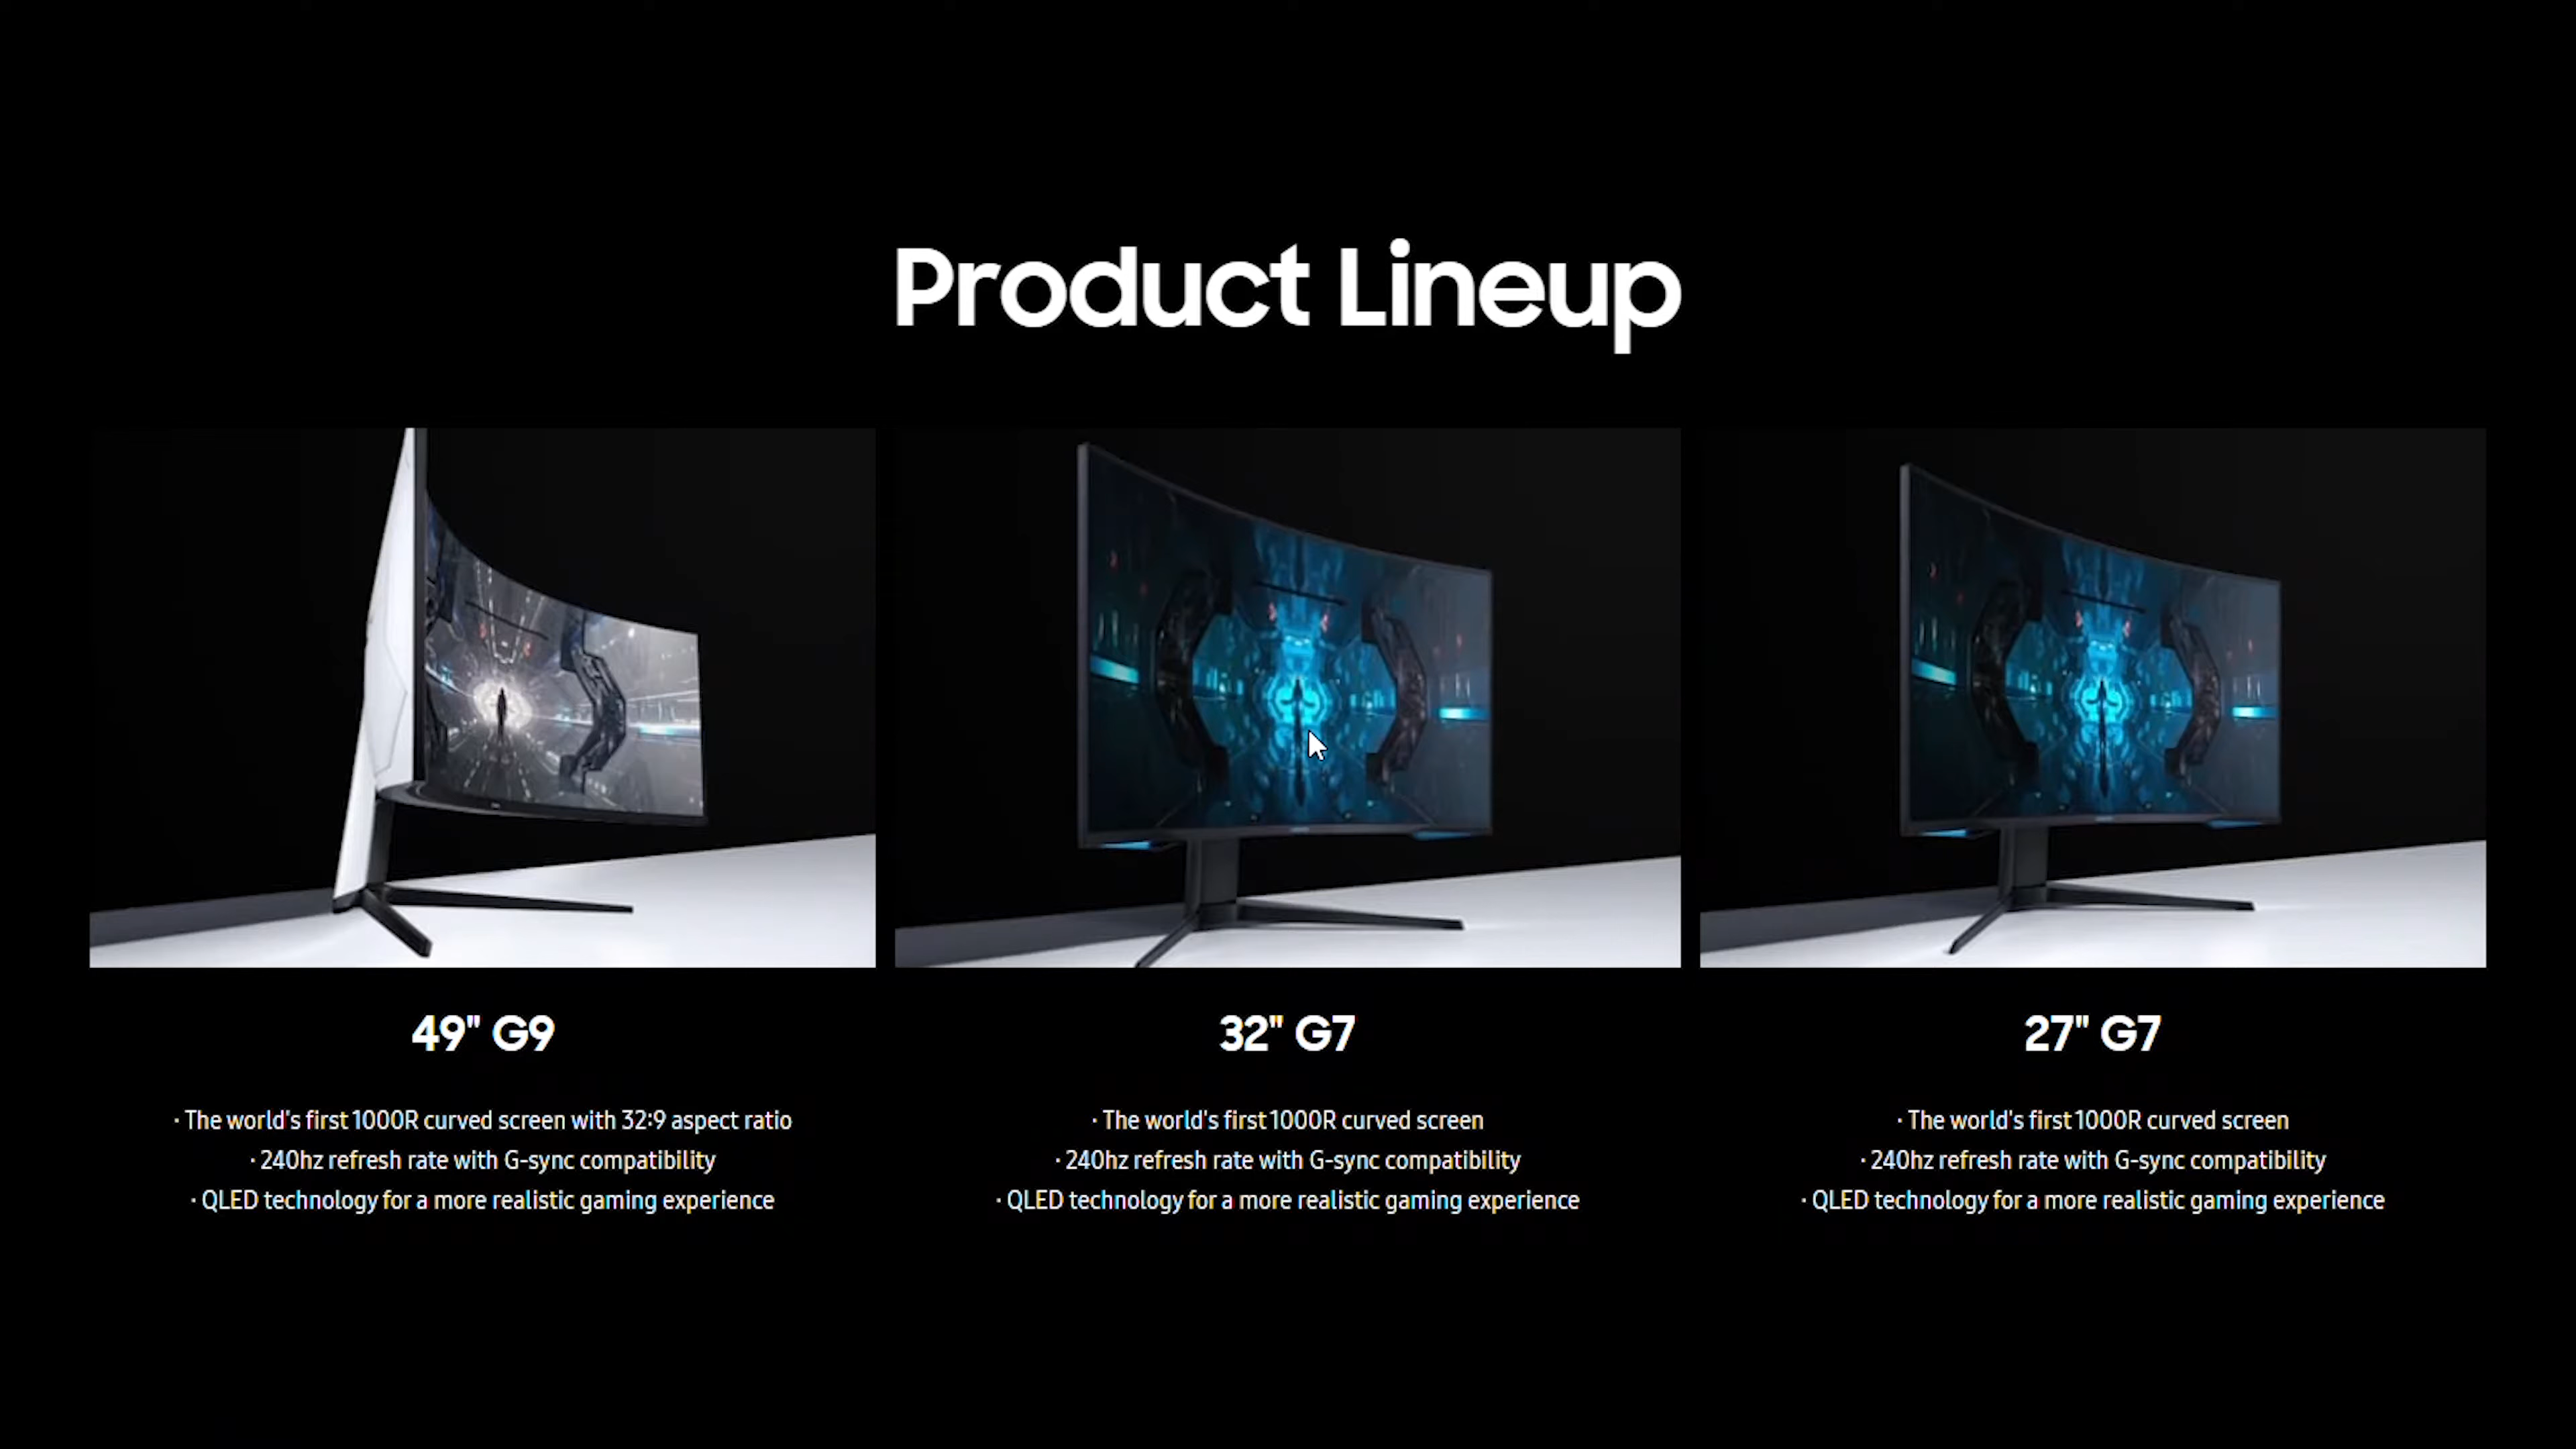 Product Lineup
49" G9
· The world's first 1000R curved screen with 32:9 aspect ratio
· 240hz refresh rate with G-sync compatibility
· QLED technology for a more realistic gaming experience
32" G7
· The world's first 1000R curved screen
· 240hz refresh rate with G-sync compatibility
· QLED technology for a more realistic gaming experience
27" G7
· The world's first 1000R curved screen
· 240hz refresh rate with G-sync compatibility
· QLED technology for a more realistic gaming experience